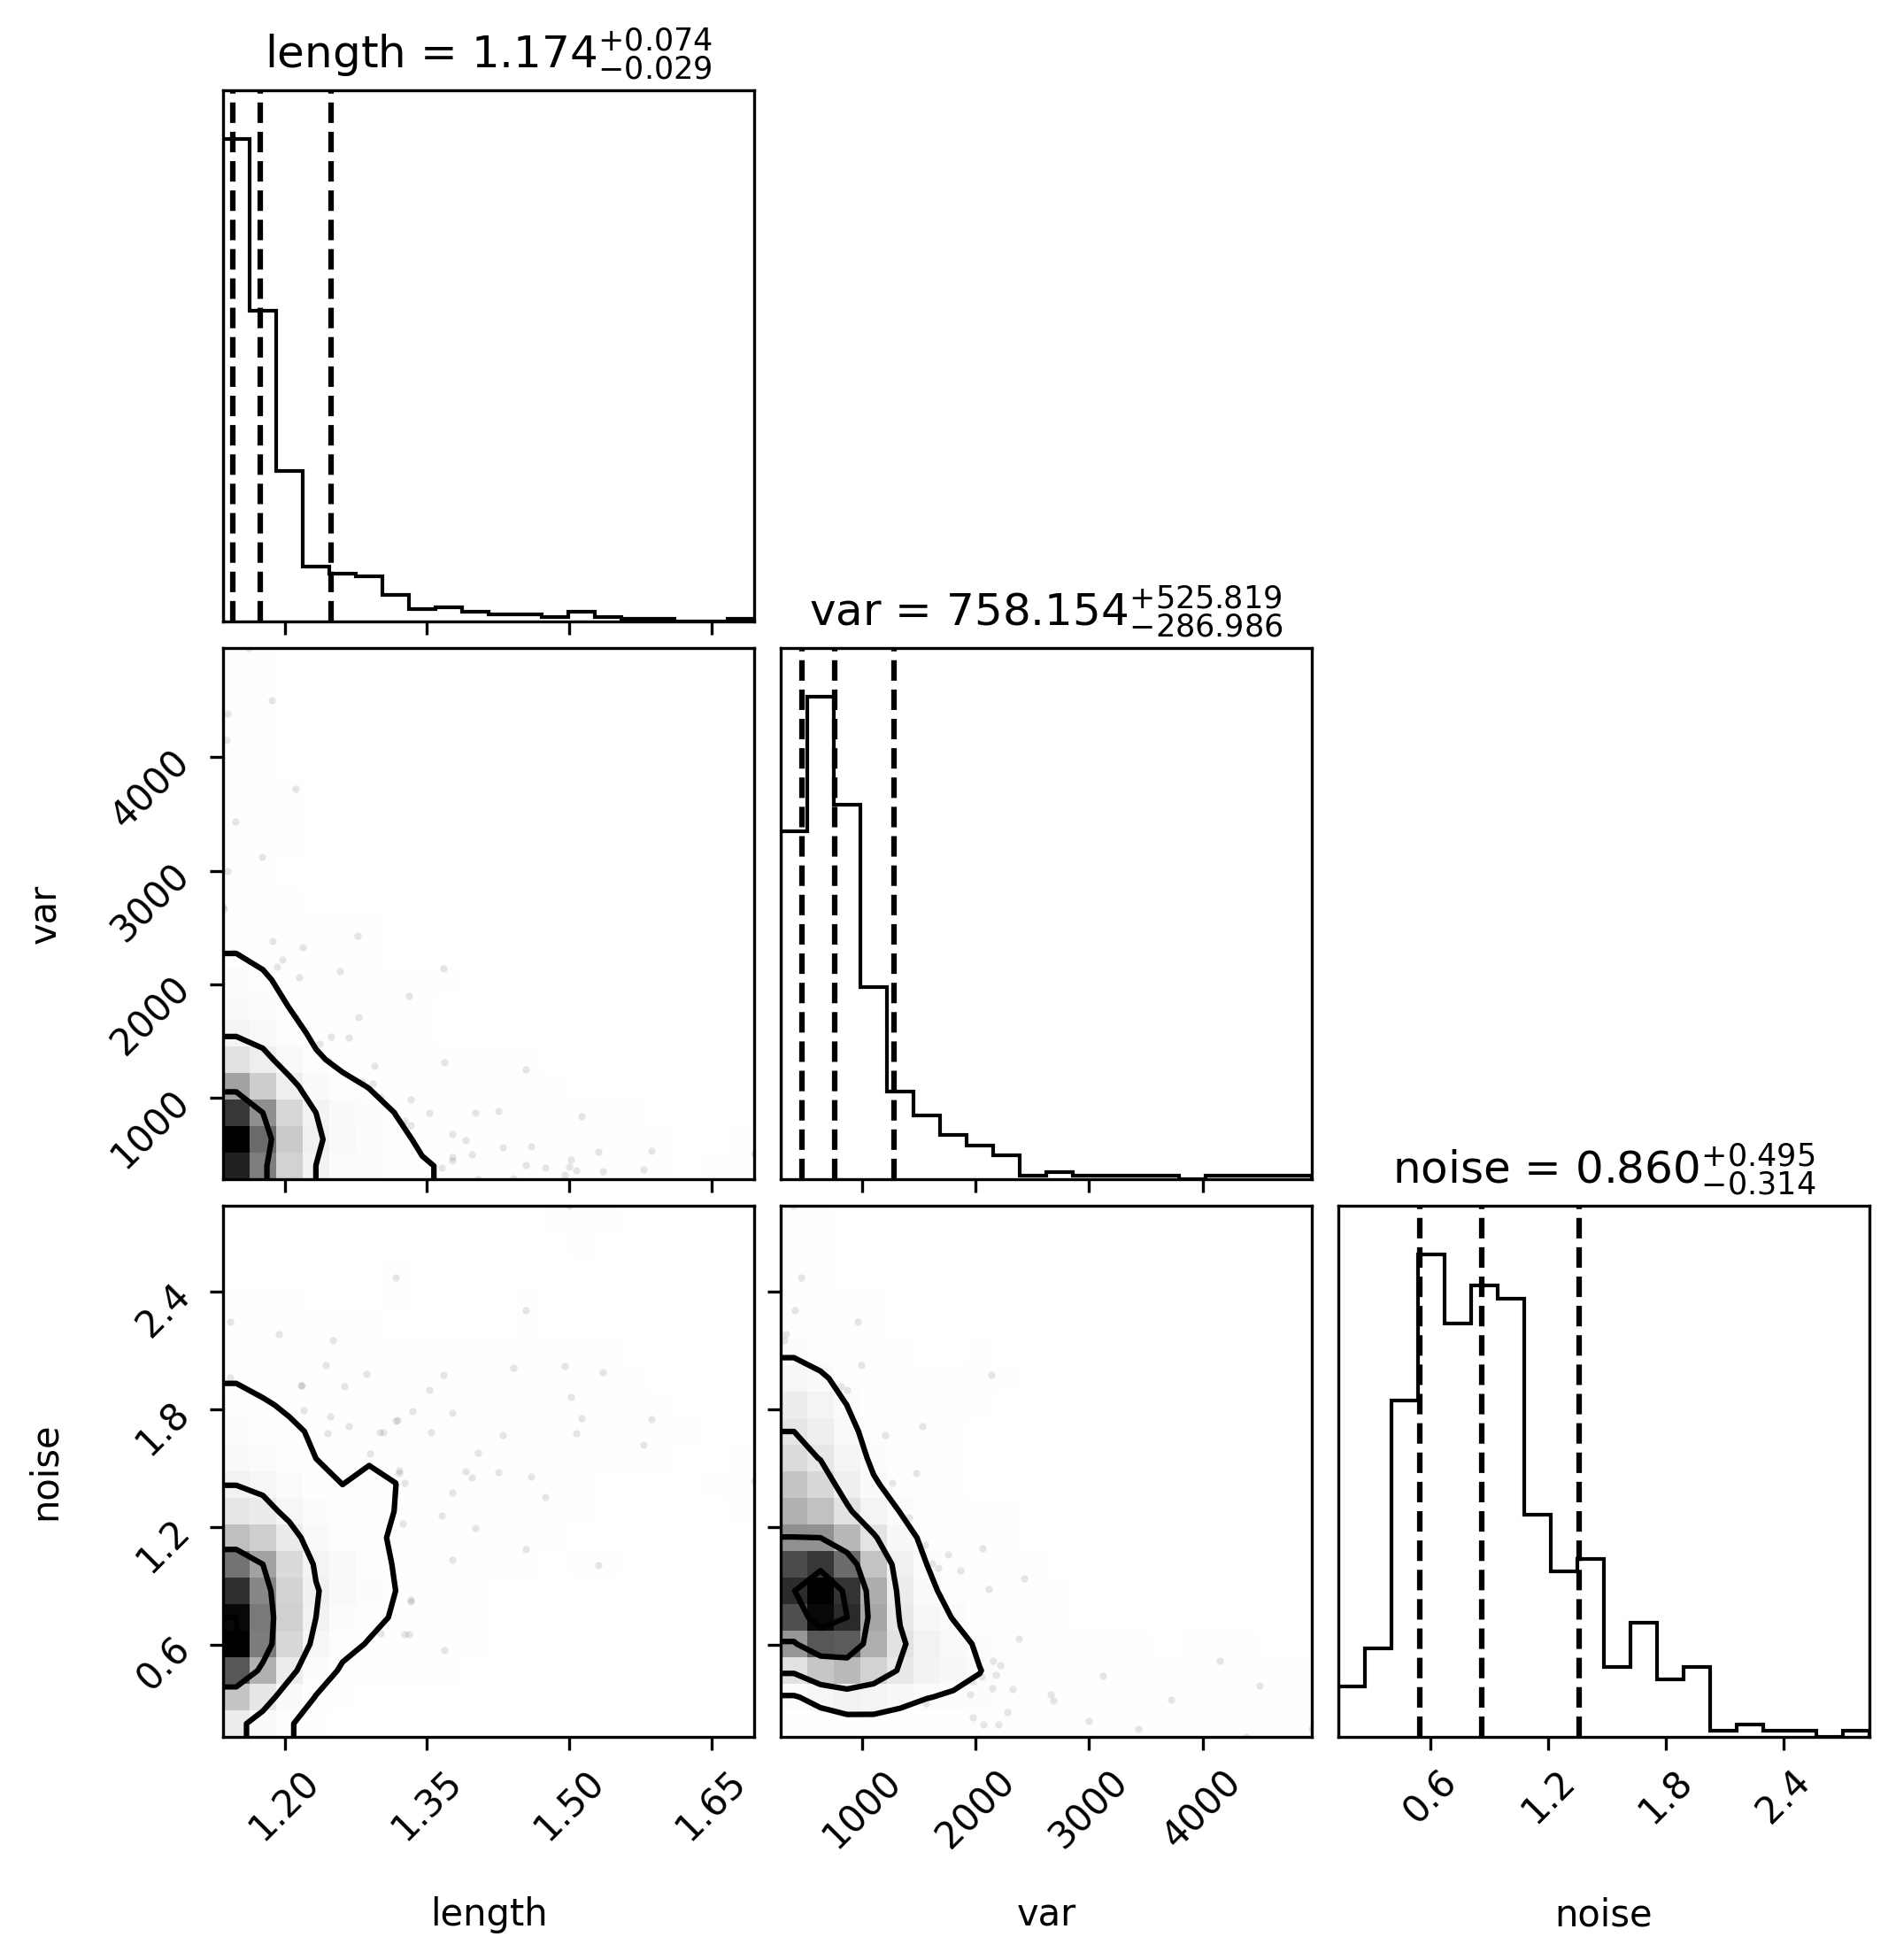 length = 1.174 +0.074 −0.029
var = 758.154 +525.819 −286.986
4000
3000
2000
1000
var
noise = 0.860 +0.495 −0.314
2.4
1.8
1.2
0.6
noise
1.20 1.35 1.50 1.65
1000 2000 3000 4000
0.6 1.2 1.8 2.4
length var noise